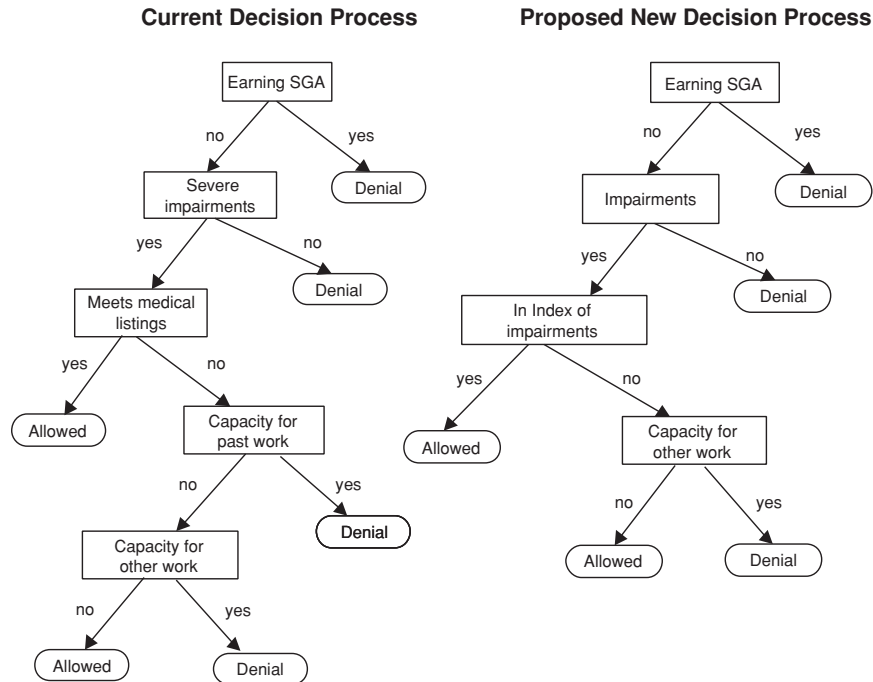 Current Decision Process
Earning SGA
no
yes
Severe
impairments
Denial
yes
no
Meets medical
listings
Denial
yes
no
Allowed
Capacity for
past work
no
yes
Denial
Capacity for
other work
no
yes
Allowed
Denial
Proposed New Decision Process
Earning SGA
no
yes
Impairments
Denial
yes
no
Denial
In Index of
impairments
yes
no
Allowed
Capacity for
other work
no
yes
Allowed
Denial